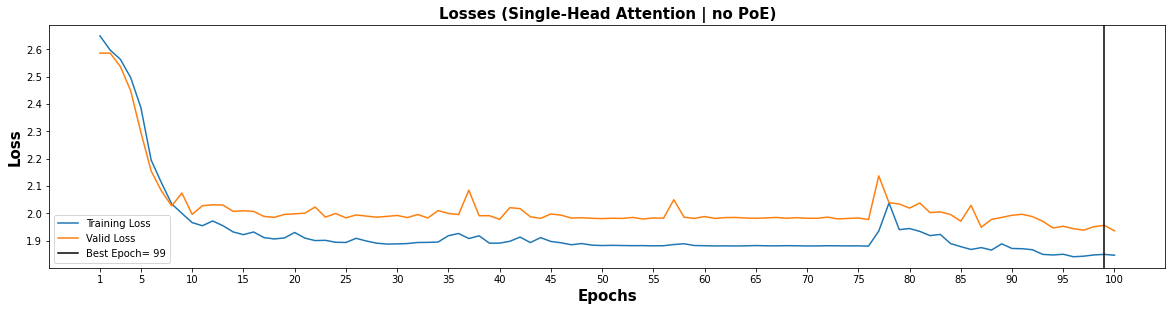 Losses (Single-Head Attention | no PoE)
Loss
2.6
2.5
2.4
2.3
2.2
2.1
2.0
1.9
Training Loss
Valid Loss
Best Epoch= 99
1 5 10 15 20 25 30 35 40 45 50 55 60 65 70 75 80 85 90 95 100
Epochs